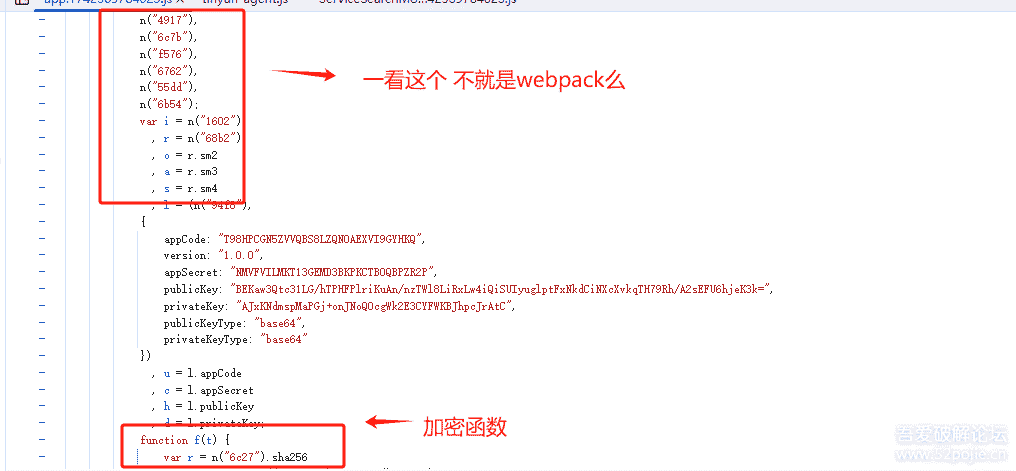 n("4917"),
n("6c7b"),
n("f576"),
n("6762"),
n("55dd"),
n("6b54");
一看这个 不就是webpack么
var i = n("1602")
, r = n("68b2")
, o = r.sm2
, a = r.sm3
, s = r.sm4
, l = (n("94f8"),
{
appCode: "T98HPCGN5ZVVQBS8LZQNOAEXVI9GYHKQ",
version: "1.0.0",
appSecret: "NMVFVILMKT13GEMD3BKPKCTBOQBPZR2P",
publicKey: "BEKaw3Qtc31LG/hTPHFPlriKuAn/nzTWl8LiRxLw4iQiSUIyuglptFxNkdCiNXcXvkqTH79Rh/A2sEFU6hjeK3k=",
privateKey: "AJxKNdmspMaPGj+onJNoQOcgWk2E3CYFWKBJhpcJrAtC",
publicKeyType: "base64",
privateKeyType: "base64"
})
, u = l.appCode
, c = l.appSecret
, h = l.publicKey
, d = l.privateKey;
加密函数
function f(t) {
var r = n("6c27").sha256
吾爱破解论坛
www.52pojie.cn